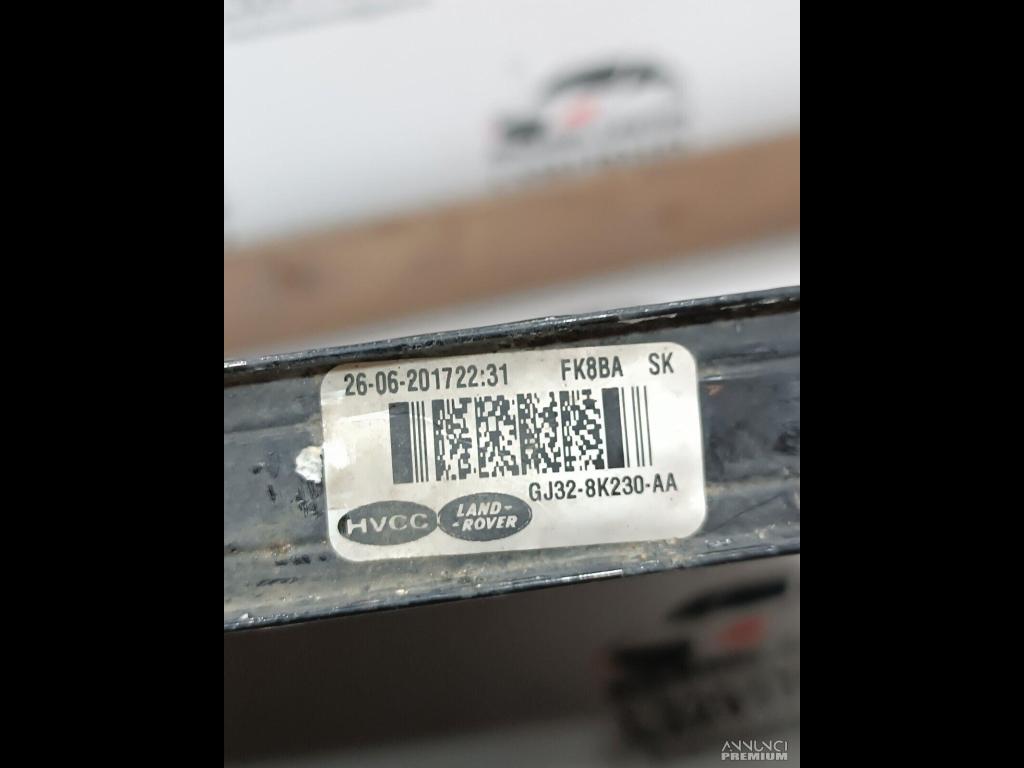 26-06-201722:31 FK8BA SK
GJ32-8K230-AA
HVCC
LAND-
-ROVER
ANNUNCI
PREMIUM